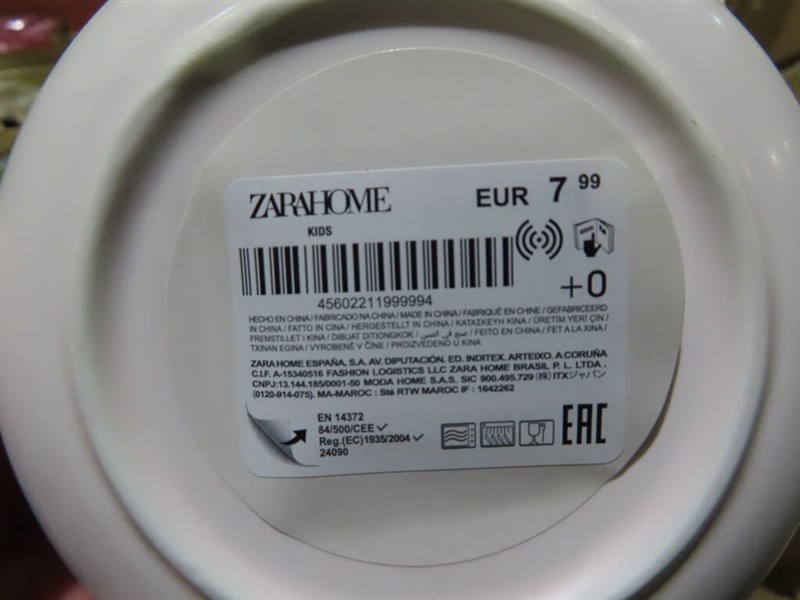 ZARAHOME
EUR 7 99
KIDS
+0
45602211999994
HECHO EN CHINA / FABRICADO NA CHINA / MADE IN CHINA / FABRIQUÉ EN CHINE / GEFABRICEERD
IN CHINA / FATTO IN CINA / HERGESTELLT IN CHINA / ΚΑΤΑΣΚΕΥΗ ΚΙΝΑ / ÜRETİM YERİ ÇİN /
FREMSTILLET I KINA / DIBUAT DITIONGKOK / صنع في الصين / FEITO EN CHINA / FET A LA XINA /
TXINAN EGINA / VYROBENÉ V ČÍNE / PROIZVEDENO U KINA
ZARA HOME ESPAÑA, S.A. AV. DIPUTACIÓN, ED. INDITEX. ARTEIXO. A CORUÑA
C.I.F. A-15340516 FASHION LOGISTICS LLC ZARA HOME BRASIL P. L. LTDA.
CNPJ:13.144.185/0001-50 MODA HOME S.A.S. SIC 900.495.729 (株) ITXジャパン
(0120-914-075). MA-MAROC : Sté RTW MAROC IF : 1642262
EN 14372
84/500/CEE ✓
Reg.(EC)1935/2004 ✓
24090
EAC